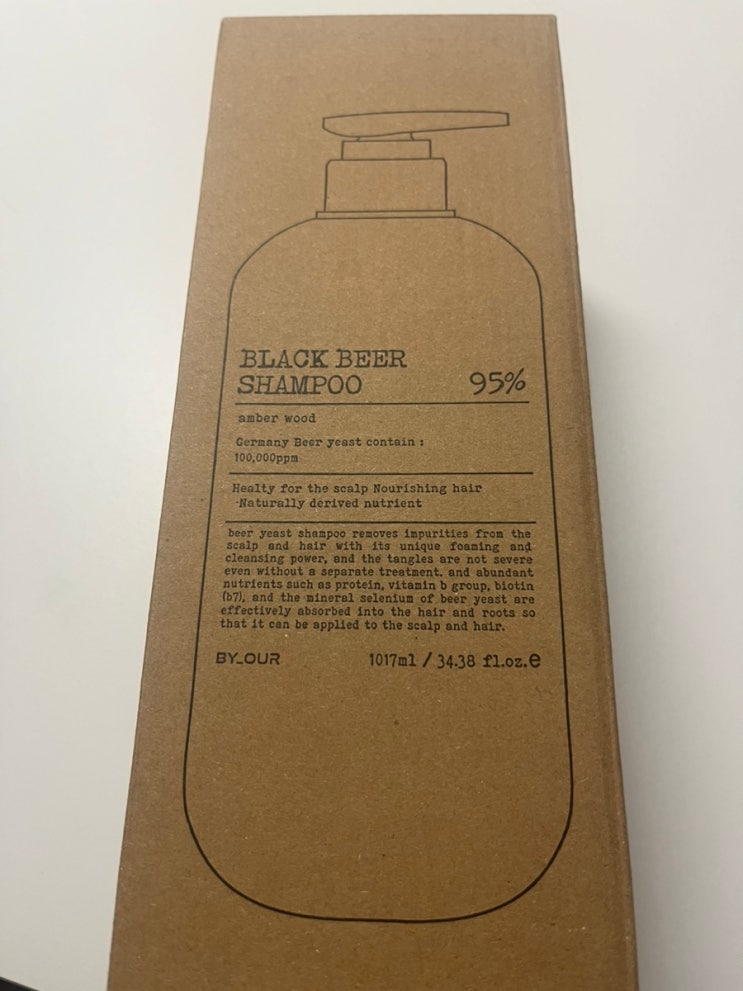 BLACK BEER
SHAMPOO 95%
amber wood
Germany Beer yeast contain :
100,000ppm
Healty for the scalp Nourishing hair
·Naturally derived nutrient
beer yeast shampoo removes impurities from the
scalp and hair with its unique foaming and
cleansing power, and the tangles are not severe
even without a separate treatment. and abundant
nutrients such as protein, vitamin b group, biotin
(b7), and the mineral selenium of beer yeast are
effectively absorbed into the hair and roots so
that it can be applied to the scalp and hair.
BY_OUR 1017ml / 34.38 fl.oz.e